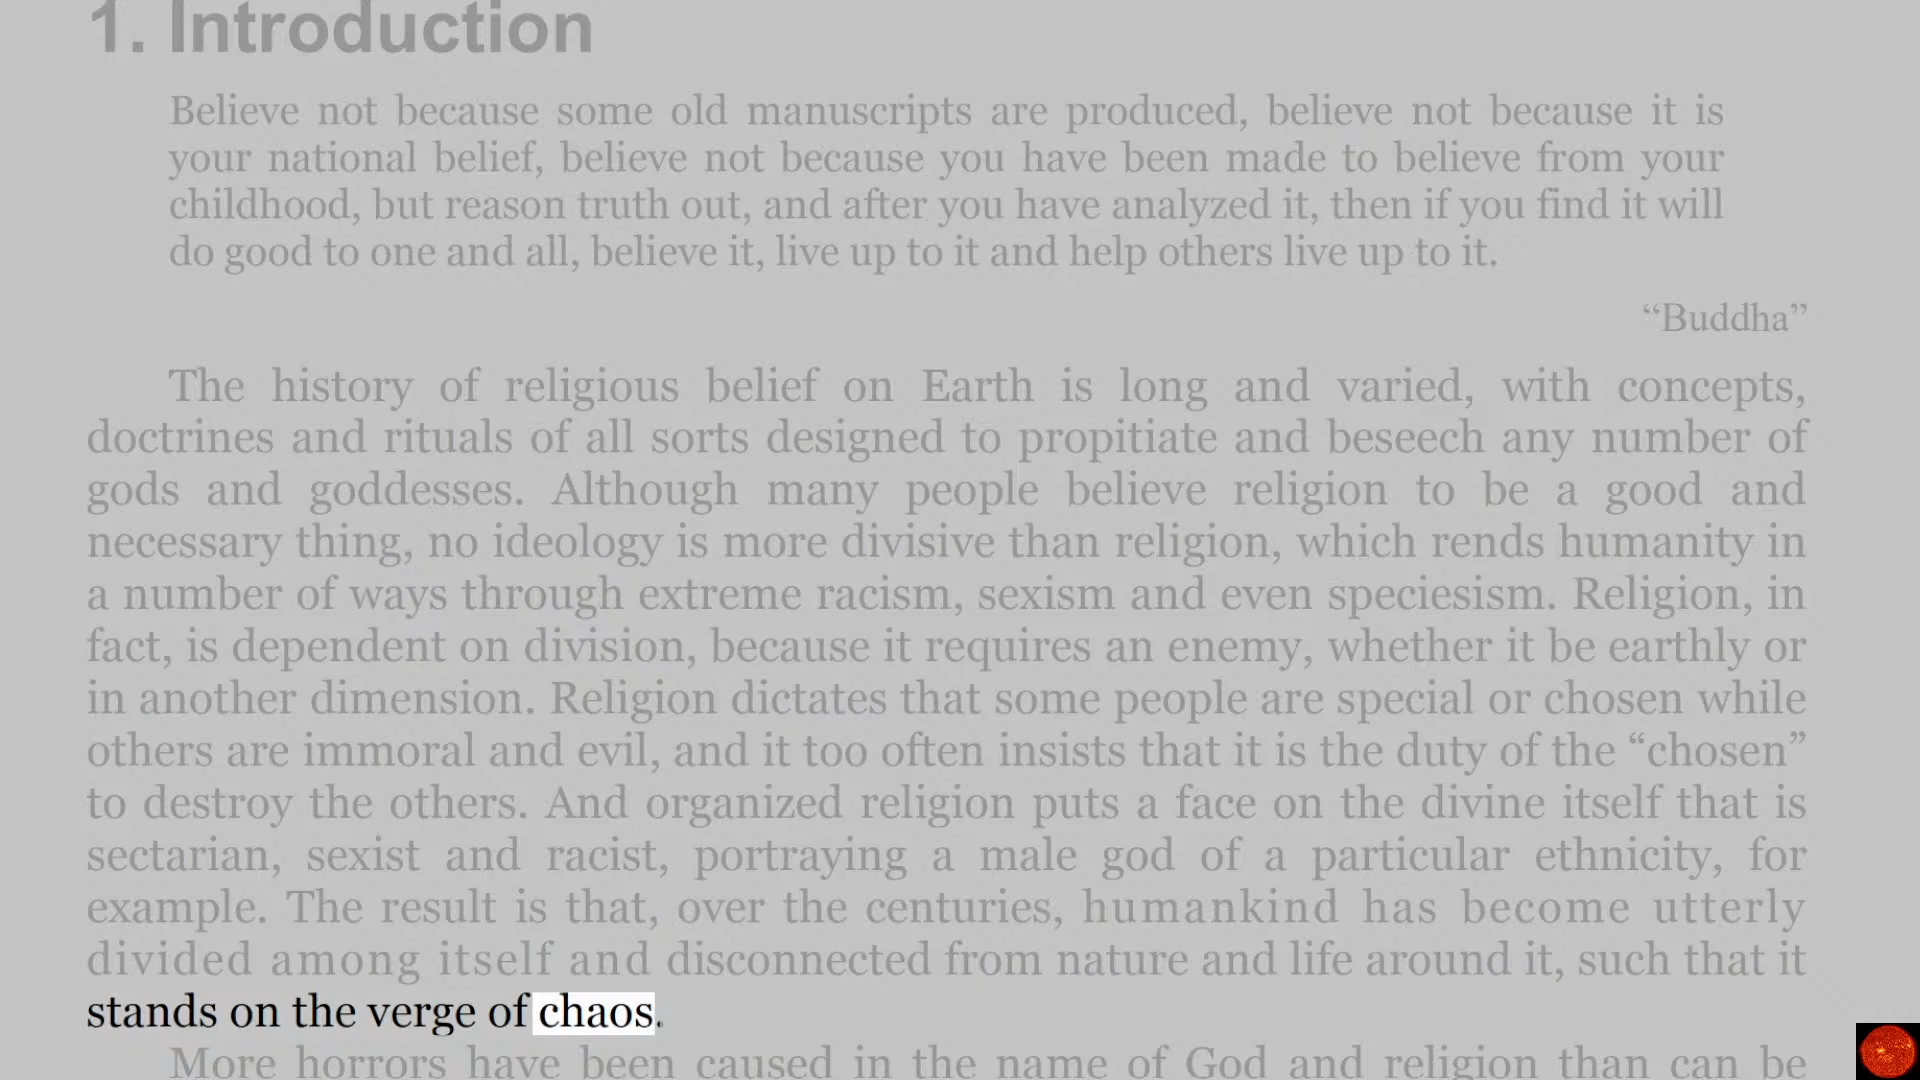 1. Introduction
Believe not because some old manuscripts are produced, believe not because it is
your national belief, believe not because you have been made to believe from your
childhood, but reason truth out, and after you have analyzed it, then if you find it will
do good to one and all, believe it, live up to it and help others live up to it.
“Buddha”
The history of religious belief on Earth is long and varied, with concepts,
doctrines and rituals of all sorts designed to propitiate and beseech any number of
gods and goddesses. Although many people believe religion to be a good and
necessary thing, no ideology is more divisive than religion, which rends humanity in
a number of ways through extreme racism, sexism and even speciesism. Religion, in
fact, is dependent on division, because it requires an enemy, whether it be earthly or
in another dimension. Religion dictates that some people are special or chosen while
others are immoral and evil, and it too often insists that it is the duty of the “chosen”
to destroy the others. And organized religion puts a face on the divine itself that is
sectarian, sexist and racist, portraying a male god of a particular ethnicity, for
example. The result is that, over the centuries, humankind has become utterly
divided among itself and disconnected from nature and life around it, such that it
stands on the verge of chaos.
More horrors have been caused in the name of God and religion than can be